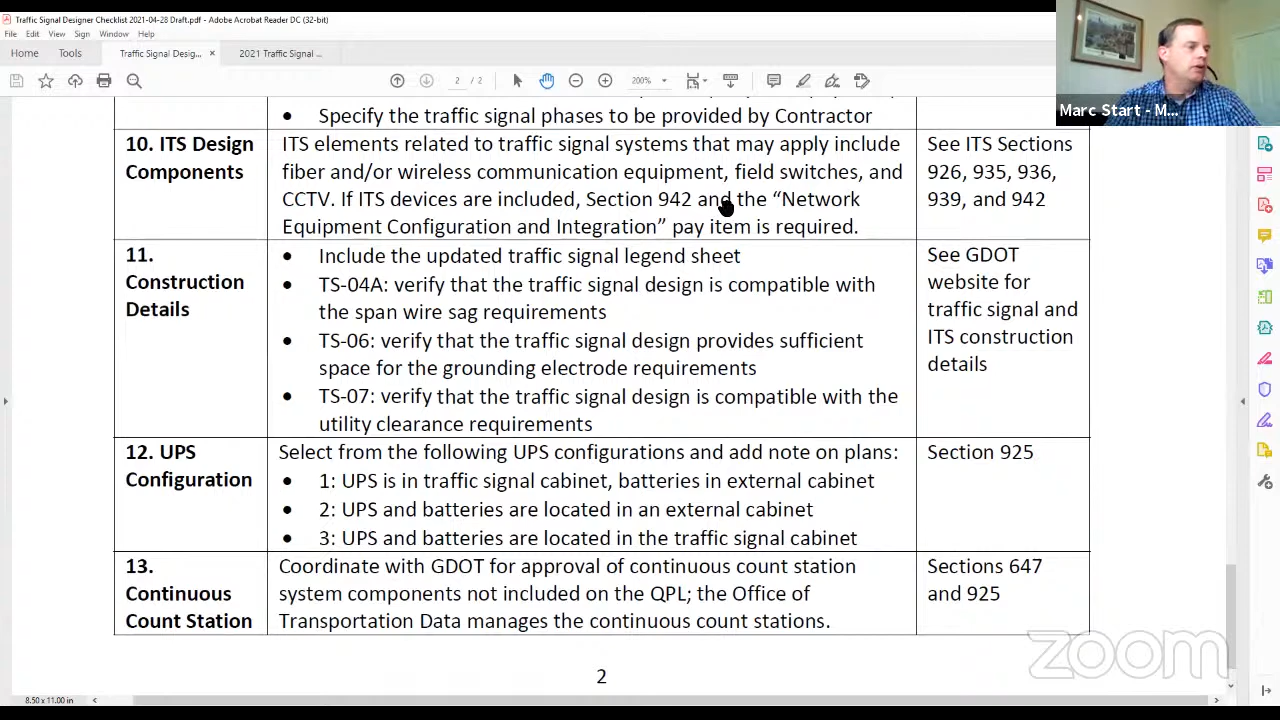 Traffic Signal Designer Checklist 2021-04-28 Draft.pdf - Adobe Acrobat Reader DC (32-bit)
File Edit View Sign Window Help
Home Tools Traffic Signal Desig... × 2021 Traffic Signal ...
2 / 2 200%
Marc Start - M...
• Specify the traffic signal phases to be provided by Contractor
10. ITS Design
Components
ITS elements related to traffic signal systems that may apply include
fiber and/or wireless communication equipment, field switches, and
CCTV. If ITS devices are included, Section 942 and the “Network
Equipment Configuration and Integration” pay item is required.
See ITS Sections
926, 935, 936,
939, and 942
11.
Construction
Details
• Include the updated traffic signal legend sheet
• TS-04A: verify that the traffic signal design is compatible with
the span wire sag requirements
• TS-06: verify that the traffic signal design provides sufficient
space for the grounding electrode requirements
• TS-07: verify that the traffic signal design is compatible with the
utility clearance requirements
See GDOT
website for
traffic signal and
ITS construction
details
12. UPS
Configuration
Select from the following UPS configurations and add note on plans:
• 1: UPS is in traffic signal cabinet, batteries in external cabinet
• 2: UPS and batteries are located in an external cabinet
• 3: UPS and batteries are located in the traffic signal cabinet
Section 925
13.
Continuous
Count Station
Coordinate with GDOT for approval of continuous count station
system components not included on the QPL; the Office of
Transportation Data manages the continuous count stations.
Sections 647
and 925
2
zoom
8.50 x 11.00 in